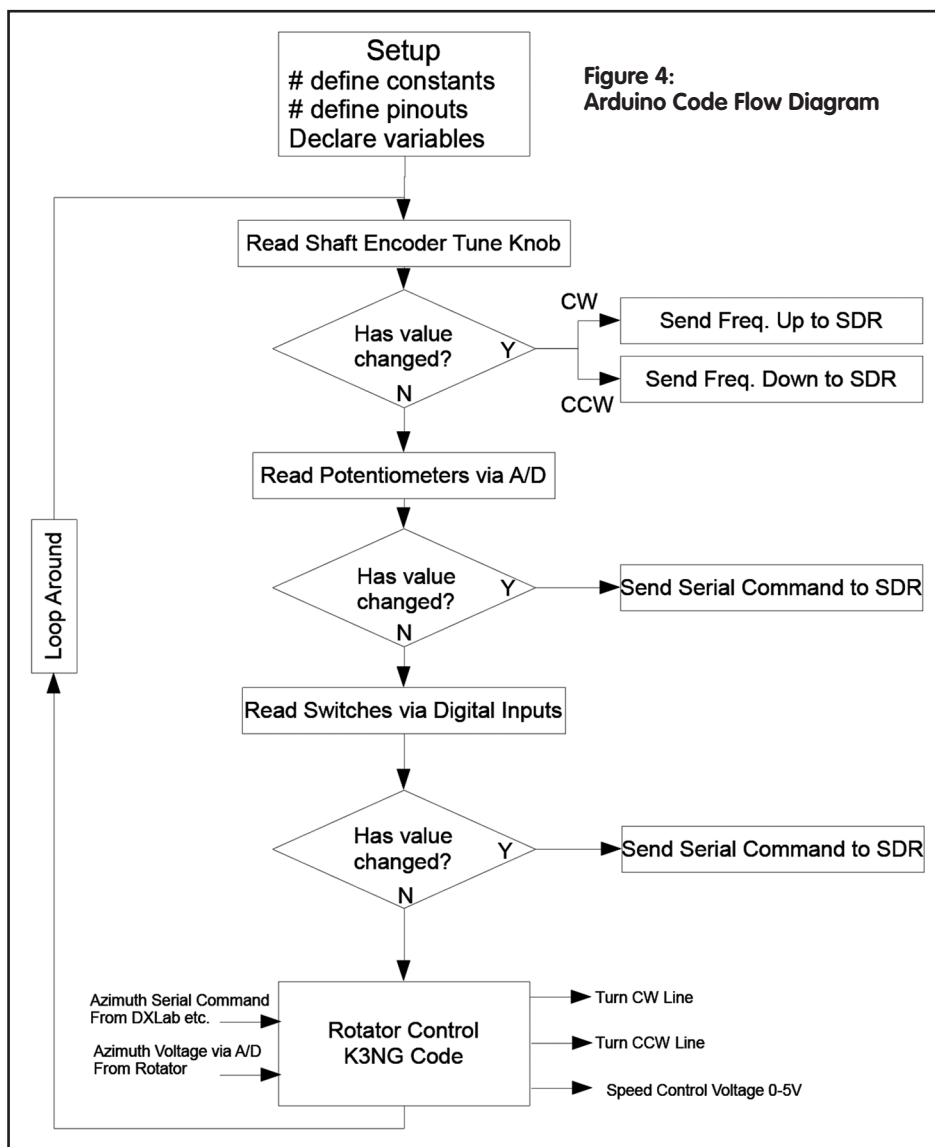 Setup
# define constants
# define pinouts
Declare variables
Figure 4:
Arduino Code Flow Diagram
Read Shaft Encoder Tune Knob
Has value
changed?
Y
N
CW
CCW
Send Freq. Up to SDR
Send Freq. Down to SDR
Read Potentiometers via A/D
Has value
changed?
Y
N
Send Serial Command to SDR
Loop Around
Read Switches via Digital Inputs
Has value
changed?
Y
N
Send Serial Command to SDR
Azimuth Serial Command
From DXLab etc.
Azimuth Voltage via A/D
From Rotator
Rotator Control
K3NG Code
Turn CW Line
Turn CCW Line
Speed Control Voltage 0-5V